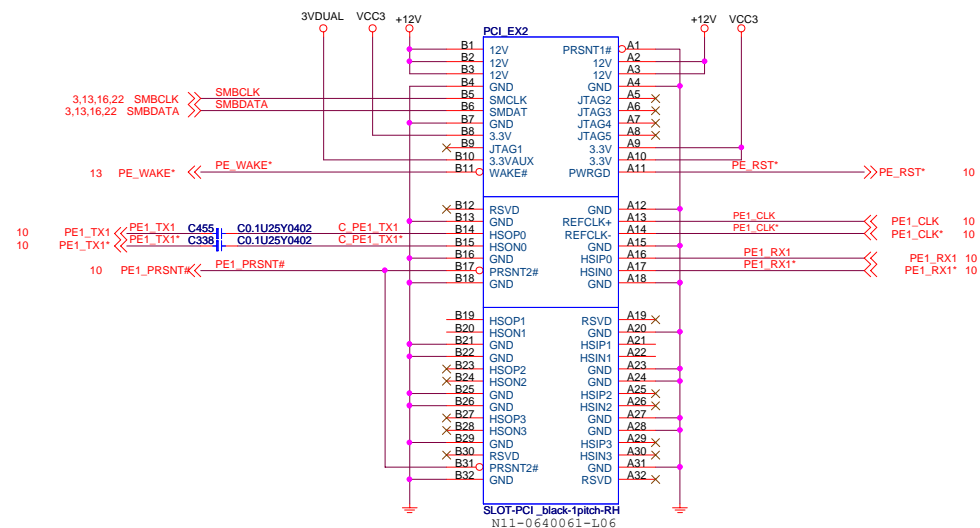 3VDUAL VCC3 +12V +12V VCC3
PCI_EX2
B1 12V PRSNT1# A1
B2 12V 12V A2
B3 12V 12V A3
B4 GND GND A4
3,13,16,22 SMBCLK SMBCLK B5 SMCLK JTAG2 A5
3,13,16,22 SMBDATA SMBDATA B6 SMDAT JTAG3 A6
B7 GND JTAG4 A7
B8 3.3V JTAG5 A8
B9 JTAG1 3.3V A9
B10 3.3VAUX 3.3V A10
13 PE_WAKE* PE_WAKE* B11 WAKE# PWRGD A11 PE_RST* PE_RST* 10
B12 RSVD GND A12
B13 GND REFCLK+ A13 PE1_CLK PE1_CLK 10
10 PE1_TX1 PE1_TX1 C455 C0.1U25Y0402 C_PE1_TX1 B14 HSOP0 REFCLK- A14 PE1_CLK* PE1_CLK* 10
10 PE1_TX1* PE1_TX1* C338 C0.1U25Y0402 C_PE1_TX1* B15 HSON0 GND A15
B16 GND HSIP0 A16 PE1_RX1 PE1_RX1 10
10 PE1_PRSNT# PE1_PRSNT# B17 PRSNT2# HSIN0 A17 PE1_RX1* PE1_RX1* 10
B18 GND GND A18
B19 HSOP1 RSVD A19
B20 HSON1 GND A20
B21 GND HSIP1 A21
B22 GND HSIN1 A22
B23 HSOP2 GND A23
B24 HSON2 GND A24
B25 GND HSIP2 A25
B26 GND HSIN2 A26
B27 HSOP3 GND A27
B28 HSON3 GND A28
B29 GND HSIP3 A29
B30 RSVD HSIN3 A30
B31 PRSNT2# GND A31
B32 GND RSVD A32
SLOT-PCI_black-1pitch-RH
N11-0640061-L06